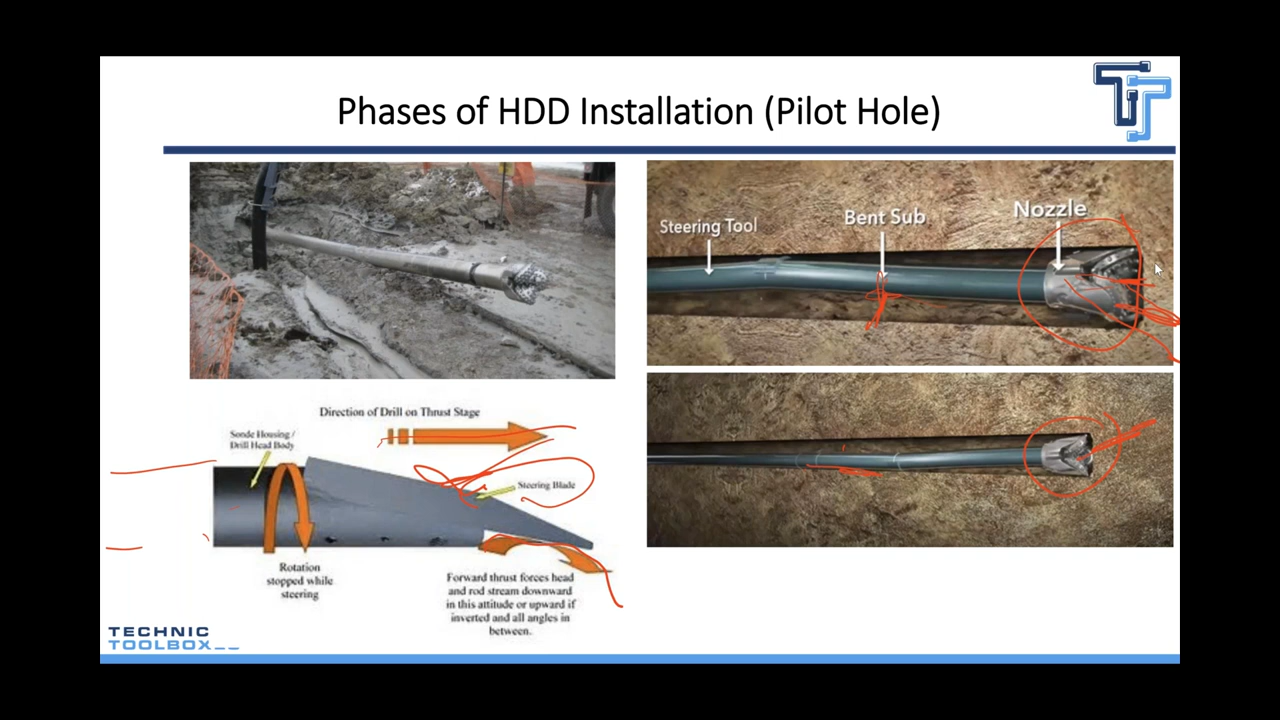 Phases of HDD Installation (Pilot Hole)
Steering Tool
Bent Sub
Nozzle
Direction of Drill on Thrust Stage
Sonde Housing /
Drill Head Body
Steering Blade
Rotation
stopped while
steering
Forward thrust forces head
and rod stream downward
in this attitude or upward if
inverted and all angles in
between.
TECHNIC
TOOLBOX__